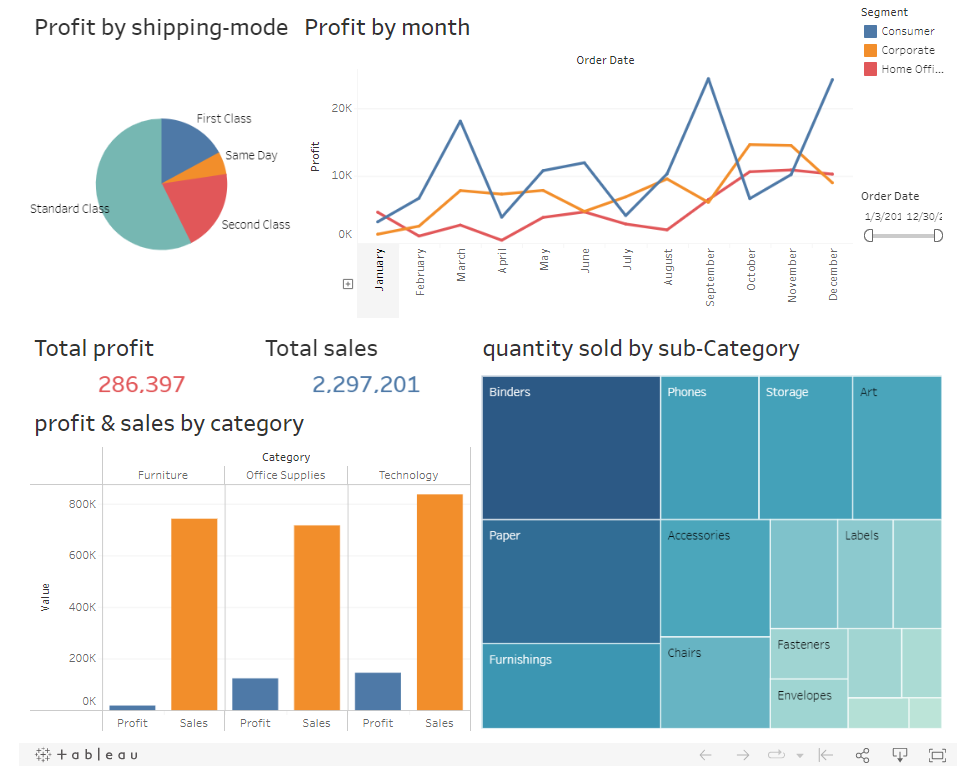 Profit by shipping-mode
First Class
Same Day
Second Class
Standard Class
Profit by month
Order Date
Profit
20K
10K
0K
January
February
March
April
May
June
July
August
September
October
November
December
Segment
Consumer
Corporate
Home Offi...
Order Date
1/3/201 12/30/2
Total profit
286,397
Total sales
2,297,201
profit & sales by category
Category
Furniture Office Supplies Technology
Value
800K
600K
400K
200K
0K
Profit Sales Profit Sales Profit Sales
quantity sold by sub-Category
Binders
Phones
Storage
Art
Paper
Accessories
Labels
Furnishings
Chairs
Fasteners
Envelopes
+ a b l e a u